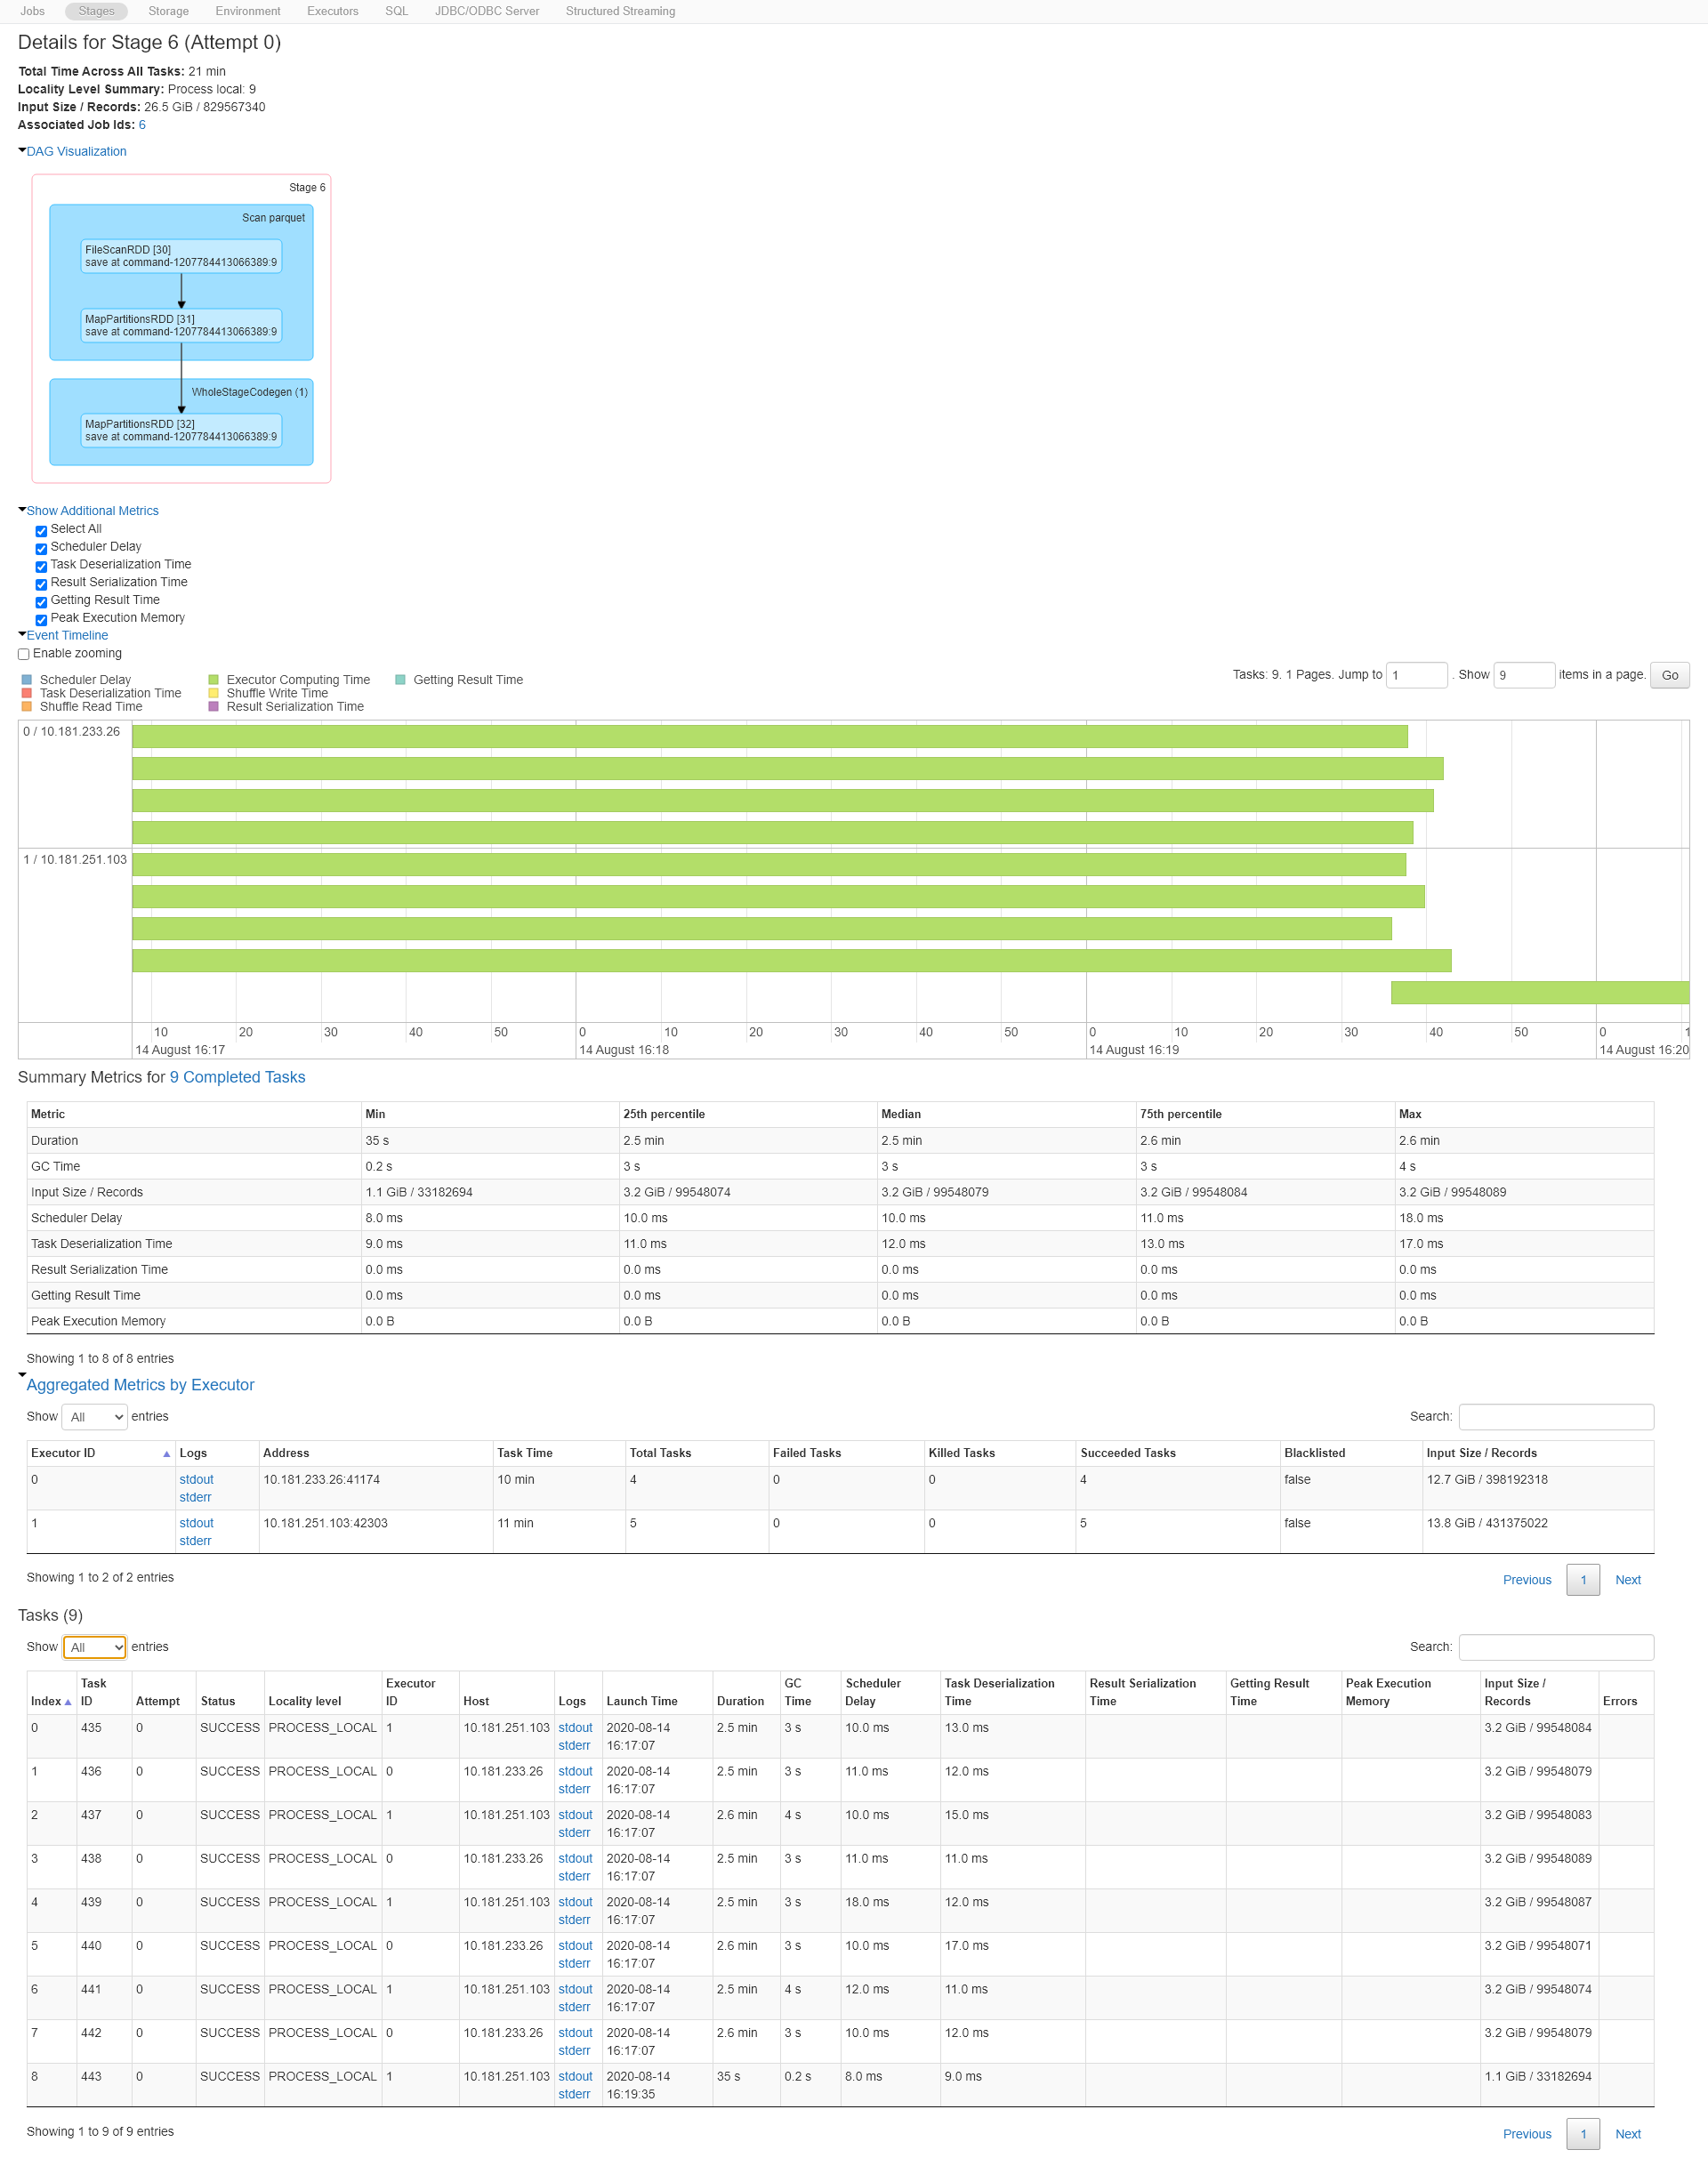 Jobs Stages Storage Environment Executors SQL JDBC/ODBC Server Structured Streaming
Details for Stage 6 (Attempt 0)
Total Time Across All Tasks: 21 min
Locality Level Summary: Process local: 9
Input Size / Records: 26.5 GiB / 829567340
Associated Job Ids: 6
DAG Visualization
Stage 6
Scan parquet
FileScanRDD [30]
save at command-1207784413066389:9
MapPartitionsRDD [31]
save at command-1207784413066389:9
WholeStageCodegen (1)
MapPartitionsRDD [32]
save at command-1207784413066389:9
Show Additional Metrics
Select All
Scheduler Delay
Task Deserialization Time
Result Serialization Time
Getting Result Time
Peak Execution Memory
Event Timeline
Enable zooming
Tasks: 9. 1 Pages. Jump to 1 . Show 9 items in a page. Go
Scheduler Delay Executor Computing Time Getting Result Time
Task Deserialization Time Shuffle Write Time
Shuffle Read Time Result Serialization Time
0 / 10.181.233.26
1 / 10.181.251.103
10 20 30 40 50 0 10 20 30 40 50 0 10 20 30 40 50 0 1
14 August 16:17 14 August 16:18 14 August 16:19 14 August 16:20
Summary Metrics for 9 Completed Tasks
Metric Min 25th percentile Median 75th percentile Max
Duration 35 s 2.5 min 2.5 min 2.6 min 2.6 min
GC Time 0.2 s 3 s 3 s 3 s 4 s
Input Size / Records 1.1 GiB / 33182694 3.2 GiB / 99548074 3.2 GiB / 99548079 3.2 GiB / 99548084 3.2 GiB / 99548089
Scheduler Delay 8.0 ms 10.0 ms 10.0 ms 11.0 ms 18.0 ms
Task Deserialization Time 9.0 ms 11.0 ms 12.0 ms 13.0 ms 17.0 ms
Result Serialization Time 0.0 ms 0.0 ms 0.0 ms 0.0 ms 0.0 ms
Getting Result Time 0.0 ms 0.0 ms 0.0 ms 0.0 ms 0.0 ms
Peak Execution Memory 0.0 B 0.0 B 0.0 B 0.0 B 0.0 B
Showing 1 to 8 of 8 entries
Aggregated Metrics by Executor
Show All entries Search:
Executor ID Logs Address Task Time Total Tasks Failed Tasks Killed Tasks Succeeded Tasks Blacklisted Input Size / Records
0 stdout 10.181.233.26:41174 10 min 4 0 0 4 false 12.7 GiB / 398192318
stderr
1 stdout 10.181.251.103:42303 11 min 5 0 0 5 false 13.8 GiB / 431375022
stderr
Showing 1 to 2 of 2 entries Previous 1 Next
Tasks (9)
Show All entries Search:
Task Executor GC Scheduler Task Deserialization Result Serialization Getting Result Peak Execution Input Size /
Index ID Attempt Status Locality level ID Host Logs Launch Time Duration Time Delay Time Time Time Memory Records Errors
0 435 0 SUCCESS PROCESS_LOCAL 1 10.181.251.103 stdout 2020-08-14 2.5 min 3 s 10.0 ms 13.0 ms 3.2 GiB / 99548084
stderr 16:17:07
1 436 0 SUCCESS PROCESS_LOCAL 0 10.181.233.26 stdout 2020-08-14 2.5 min 3 s 11.0 ms 12.0 ms 3.2 GiB / 99548079
stderr 16:17:07
2 437 0 SUCCESS PROCESS_LOCAL 1 10.181.251.103 stdout 2020-08-14 2.6 min 4 s 10.0 ms 15.0 ms 3.2 GiB / 99548083
stderr 16:17:07
3 438 0 SUCCESS PROCESS_LOCAL 0 10.181.233.26 stdout 2020-08-14 2.5 min 3 s 11.0 ms 11.0 ms 3.2 GiB / 99548089
stderr 16:17:07
4 439 0 SUCCESS PROCESS_LOCAL 1 10.181.251.103 stdout 2020-08-14 2.5 min 3 s 18.0 ms 12.0 ms 3.2 GiB / 99548087
stderr 16:17:07
5 440 0 SUCCESS PROCESS_LOCAL 0 10.181.233.26 stdout 2020-08-14 2.6 min 3 s 10.0 ms 17.0 ms 3.2 GiB / 99548071
stderr 16:17:07
6 441 0 SUCCESS PROCESS_LOCAL 1 10.181.251.103 stdout 2020-08-14 2.5 min 4 s 12.0 ms 11.0 ms 3.2 GiB / 99548074
stderr 16:17:07
7 442 0 SUCCESS PROCESS_LOCAL 0 10.181.233.26 stdout 2020-08-14 2.6 min 3 s 10.0 ms 12.0 ms 3.2 GiB / 99548079
stderr 16:17:07
8 443 0 SUCCESS PROCESS_LOCAL 1 10.181.251.103 stdout 2020-08-14 35 s 0.2 s 8.0 ms 9.0 ms 1.1 GiB / 33182694
stderr 16:19:35
Showing 1 to 9 of 9 entries Previous 1 Next